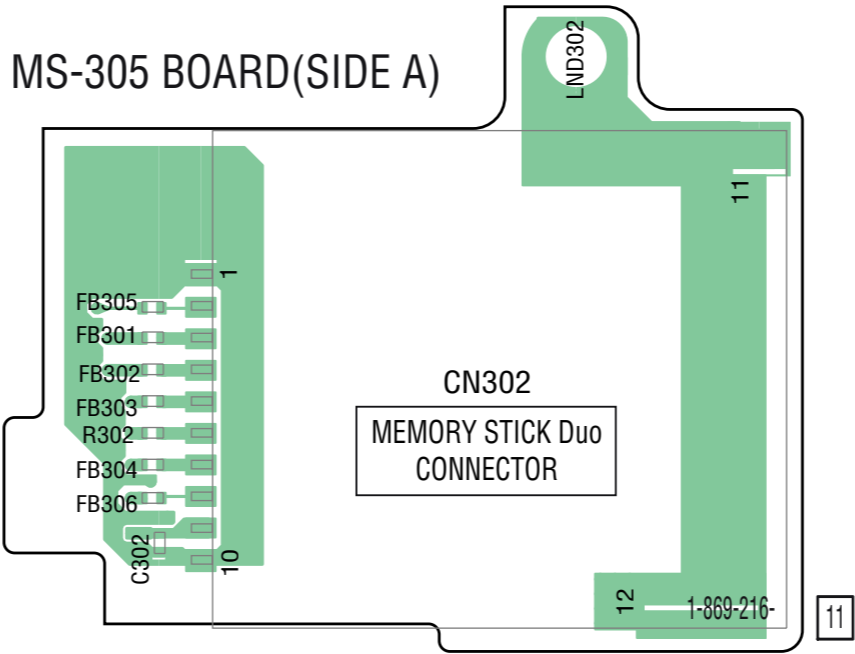 MS-305 BOARD(SIDE A)
LND302
11
1
FB305
FB301
FB302
FB303
R302
FB304
FB306
C302
10
CN302
MEMORY STICK Duo
CONNECTOR
12
1-869-216-
11